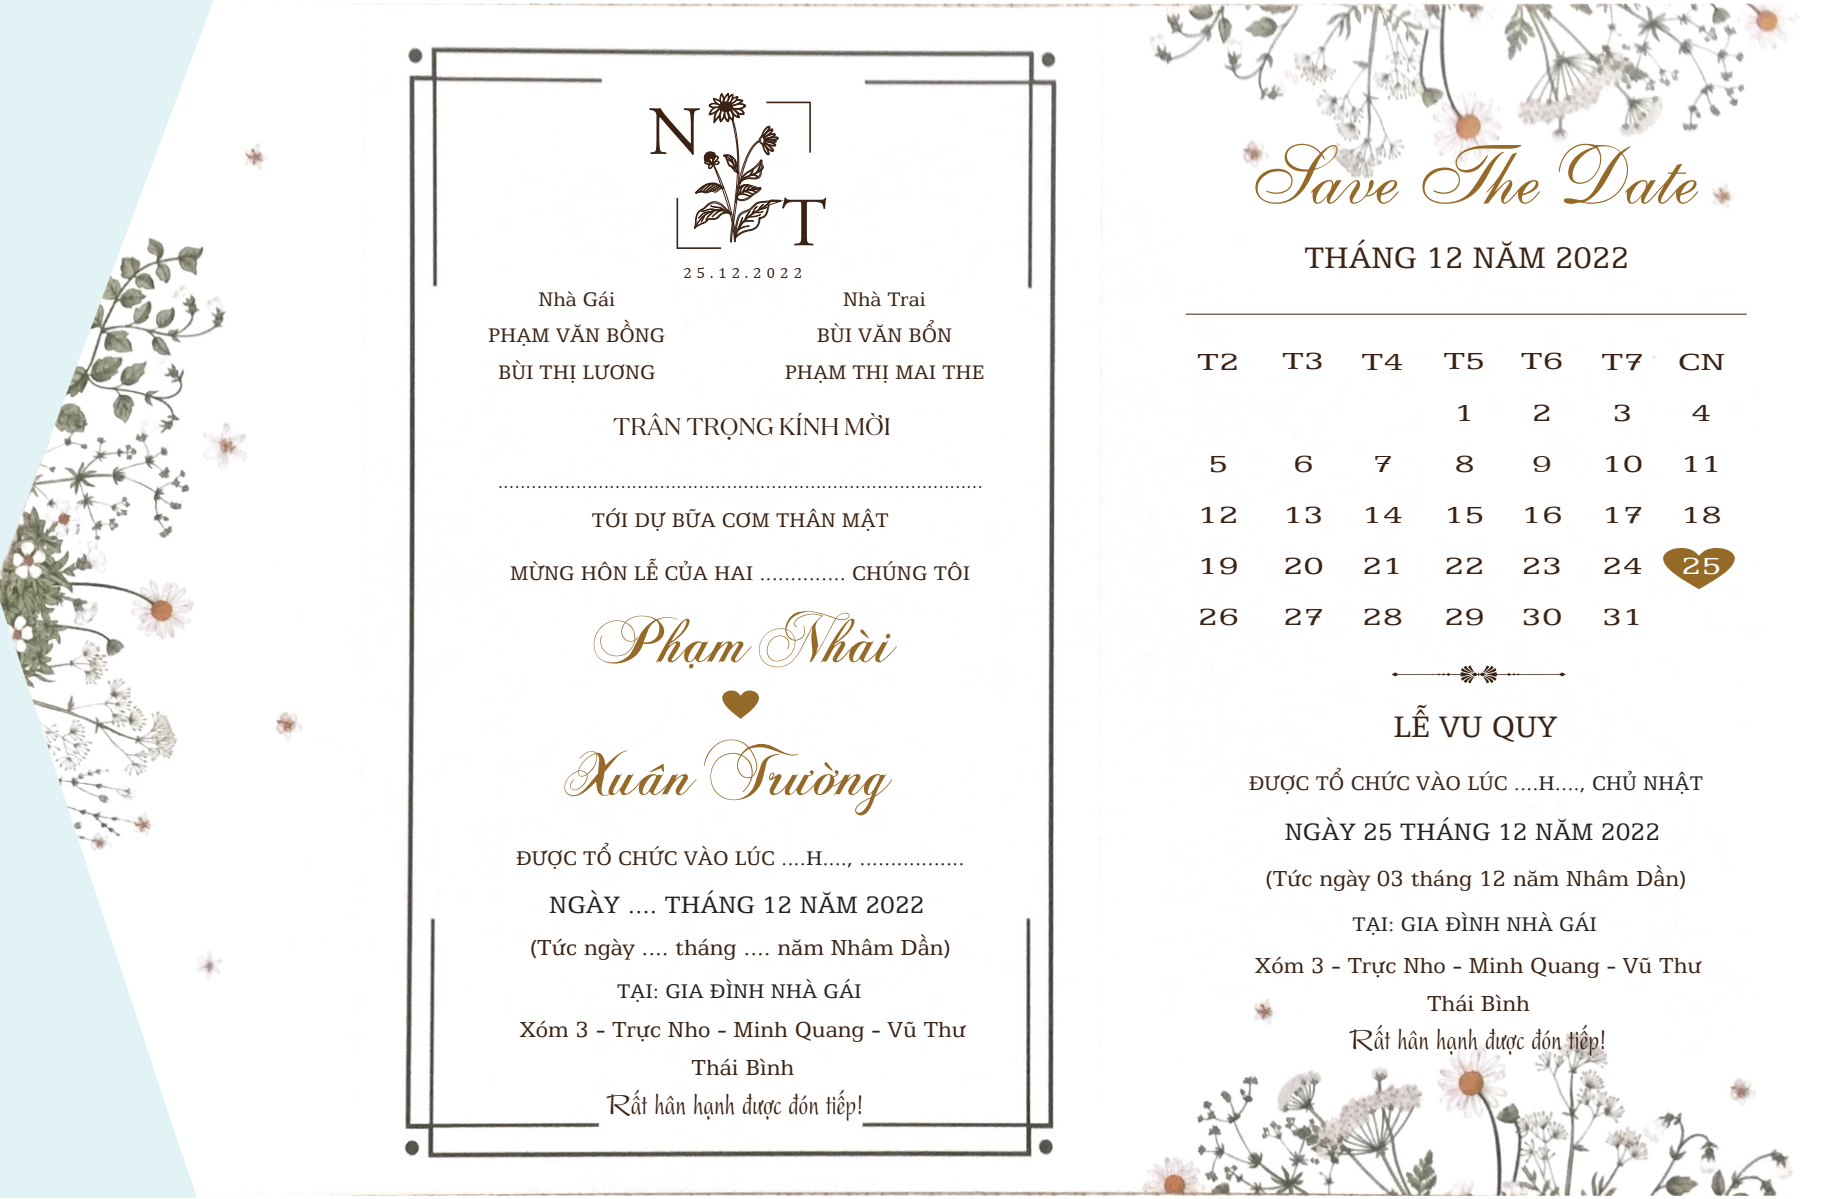 N
T
25.12.2022
Nhà Gái
PHẠM VĂN BỒNG
BÙI THỊ LƯƠNG
Nhà Trai
BÙI VĂN BỔN
PHẠM THỊ MAI THE
TRÂN TRỌNG KÍNH MỜI
................................................................................
TỚI DỰ BỮA CƠM THÂN MẬT
MỪNG HÔN LỄ CỦA HAI .............. CHÚNG TÔI
Phạm Nhài
Xuân Trường
ĐƯỢC TỔ CHỨC VÀO LÚC ....H...., .................
NGÀY .... THÁNG 12 NĂM 2022
(Tức ngày .... tháng .... năm Nhâm Dần)
TẠI: GIA ĐÌNH NHÀ GÁI
Xóm 3 - Trực Nho - Minh Quang - Vũ Thư
Thái Bình
Rất hân hạnh được đón tiếp!
Save The Date
THÁNG 12 NĂM 2022
T2 T3 T4 T5 T6 T7 CN
1 2 3 4
5 6 7 8 9 10 11
12 13 14 15 16 17 18
19 20 21 22 23 24 25
26 27 28 29 30 31
LỄ VU QUY
ĐƯỢC TỔ CHỨC VÀO LÚC ....H...., CHỦ NHẬT
NGÀY 25 THÁNG 12 NĂM 2022
(Tức ngày 03 tháng 12 năm Nhâm Dần)
TẠI: GIA ĐÌNH NHÀ GÁI
Xóm 3 - Trực Nho - Minh Quang - Vũ Thư
Thái Bình
Rất hân hạnh được đón tiếp!